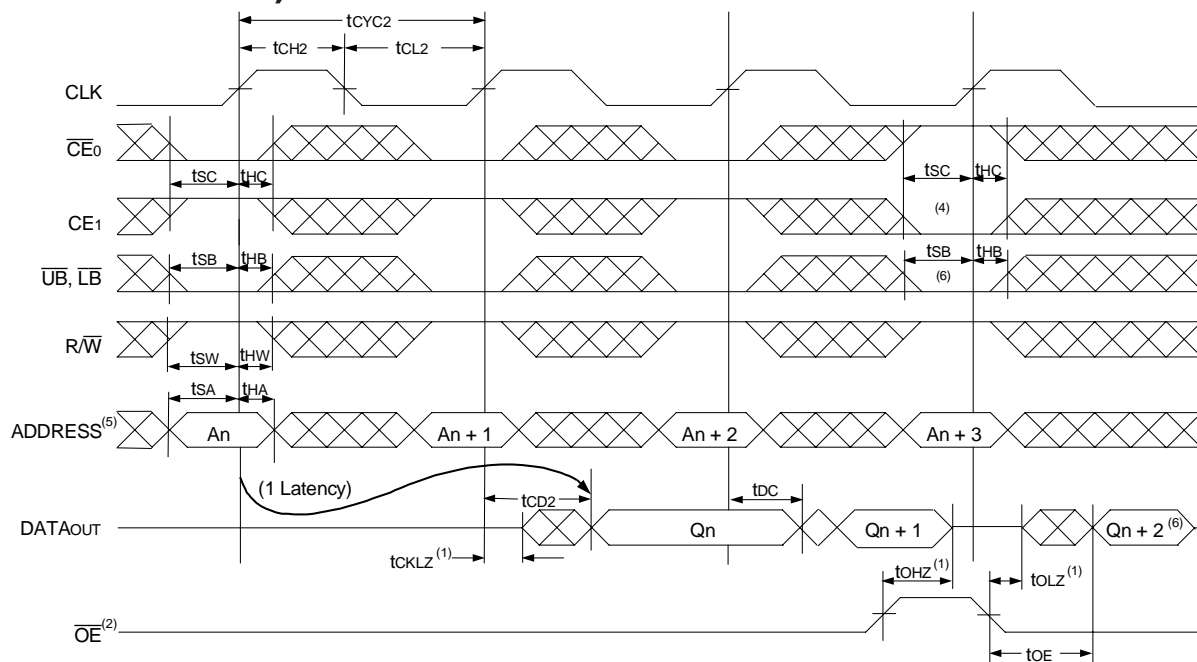 tCYC2
tCH2 tCL2
CLK
CE0
tSC tHC tSC tHC
CE1 (4)
tSB tHB tSB tHB
UB, LB (6)
R/W
tSW tHW
tSA tHA
ADDRESS(5) An An + 1 An + 2 An + 3
(1 Latency) tCD2 tDC
DATAOUT Qn Qn + 1 Qn + 2(6)
tCKLZ(1) tOHZ(1) tOLZ(1)
OE(2)
tOE